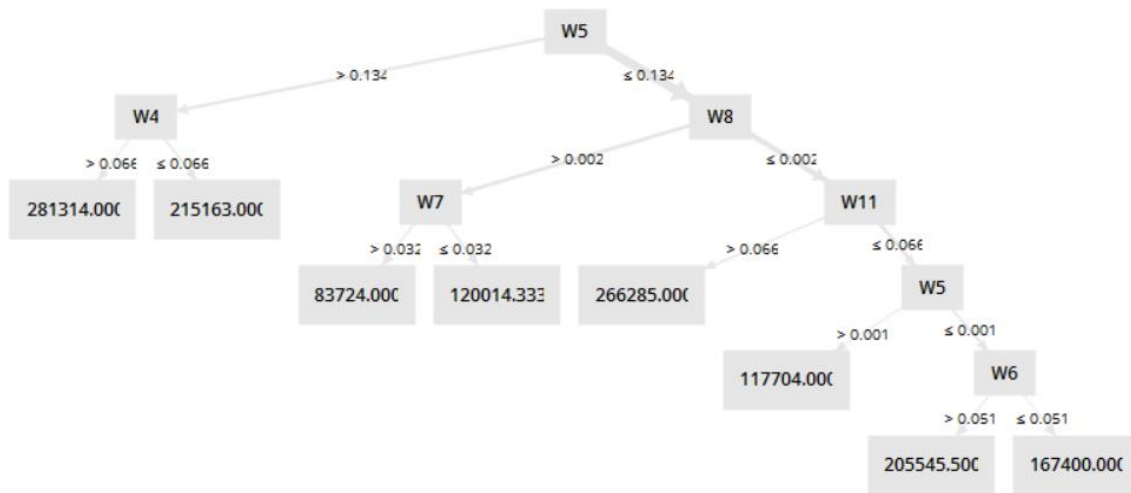 W5
> 0.134 ≤ 0.134
W4 W8
> 0.066 ≤ 0.066 > 0.002 ≤ 0.002
281314.000 215163.000 W7 W11
> 0.032 ≤ 0.032 > 0.066 ≤ 0.066
83724.000 120014.333 266285.000 W5
> 0.001 ≤ 0.001
117704.000 W6
> 0.051 ≤ 0.051
205545.500 167400.000